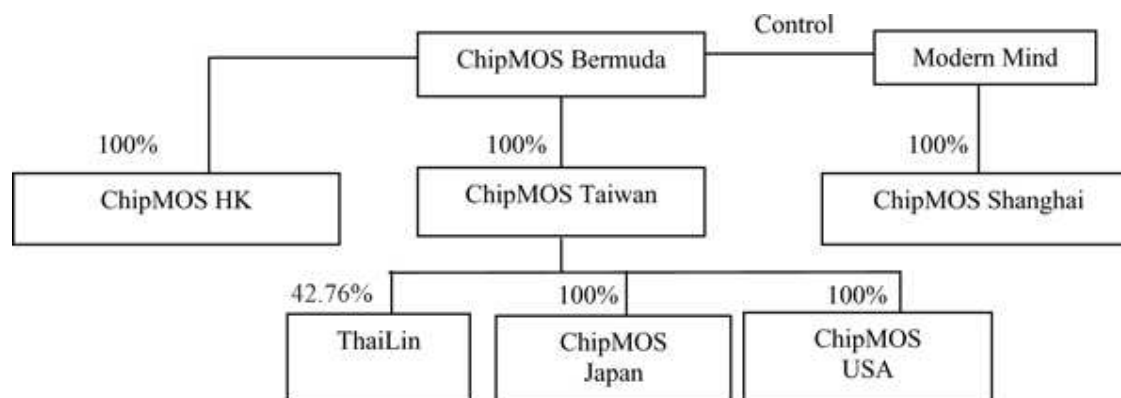 Control
ChipMOS Bermuda
Modern Mind
100%
100%
100%
ChipMOS HK
ChipMOS Taiwan
ChipMOS Shanghai
42.76%
100%
100%
ThaiLin
ChipMOS
Japan
ChipMOS
USA